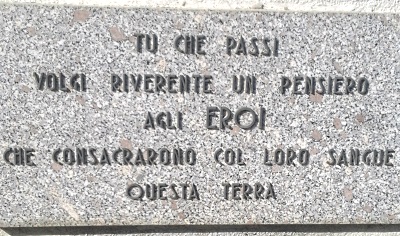 TU CHE PASSI
VOLGI RIVERENTE UN PENSIERO
AGLI EROI
CHE CONSACRARONO COL LORO SANGUE
QUESTA TERRA